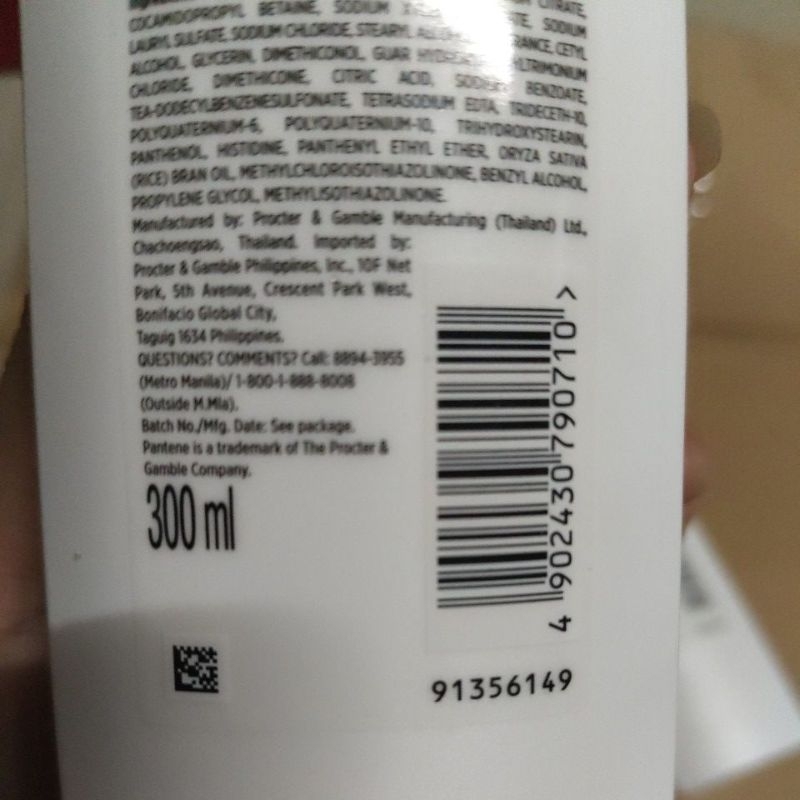 CITRATE,
COCAMIDOPROPYL BETAINE, SODIUM SODIUM
LAURYL SULFATE, SODIUM CHLORIDE, STEARYL CETYL
ALCOHOL, GLYCERIN, DIMETHICONOL, GUAR
CHLORIDE, DIMETHICONE, CITRIC ACID, SODIUM BENZOATE,
TEA-DODECYLBENZENESULFONATE, TETRASODIUM EDTA, TRIDECETH-10,
POLYQUATERNIUM-6, POLYQUATERNIUM-10, TRIHYDROXYSTEARIN,
PANTHENOL, HISTIDINE, PANTHENYL ETHYL ETHER, ORYZA SATIVA
(RICE) BRAN OIL, METHYLCHLOROISOTHIAZOLINONE, BENZYL ALCOHOL,
PROPYLENE GLYCOL, METHYLISOTHIAZOLINONE.
Manufactured by: Procter & Gamble Manufacturing (Thailand) Ltd.,
Chachoengsao, Thailand. Imported by:
Procter & Gamble Philippines, Inc., 10F Net
Park, 5th Avenue, Crescent Park West,
Bonifacio Global City,
Taguig 1634 Philippines.
QUESTIONS? COMMENTS? Call: 8894-3955
(Metro Manila)/ 1-800-1-888-8008
(Outside M.Mla).
Batch No./Mfg. Date: See package.
Pantene is a trademark of The Procter &
Gamble Company.
300 ml
4 902430 790710 >
91356149